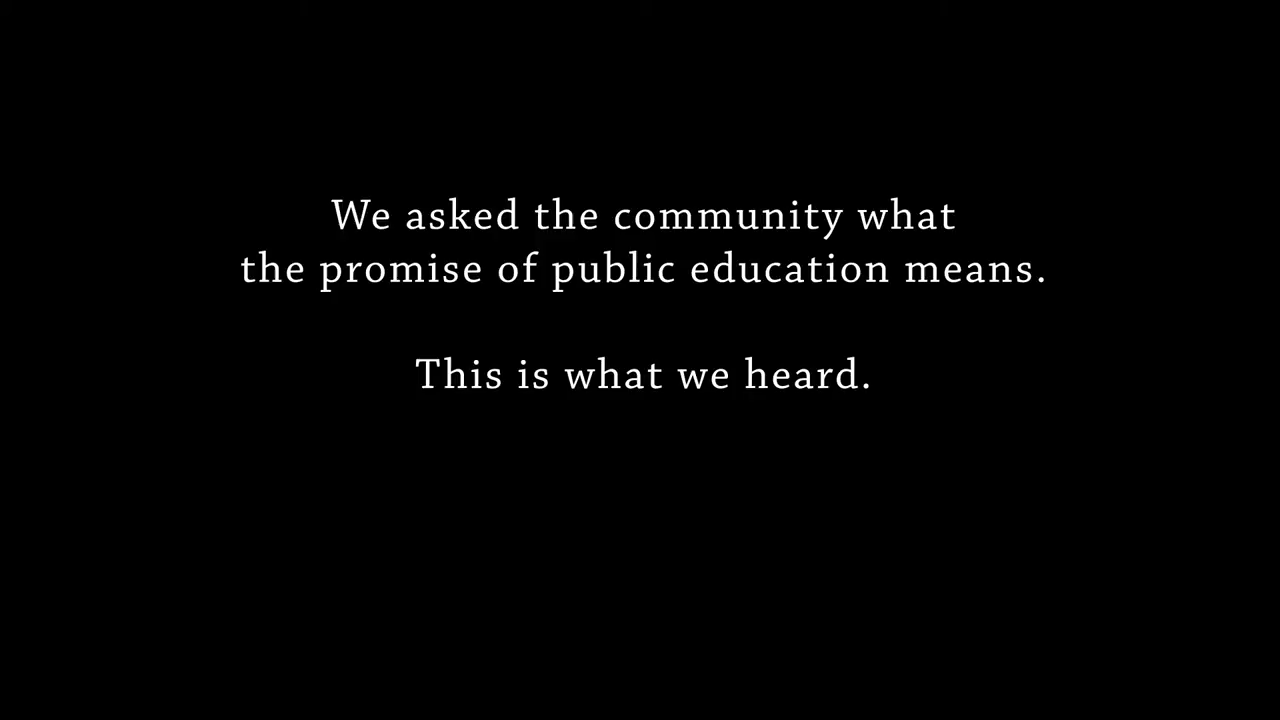 We asked the community what
the promise of public education means.
This is what we heard.